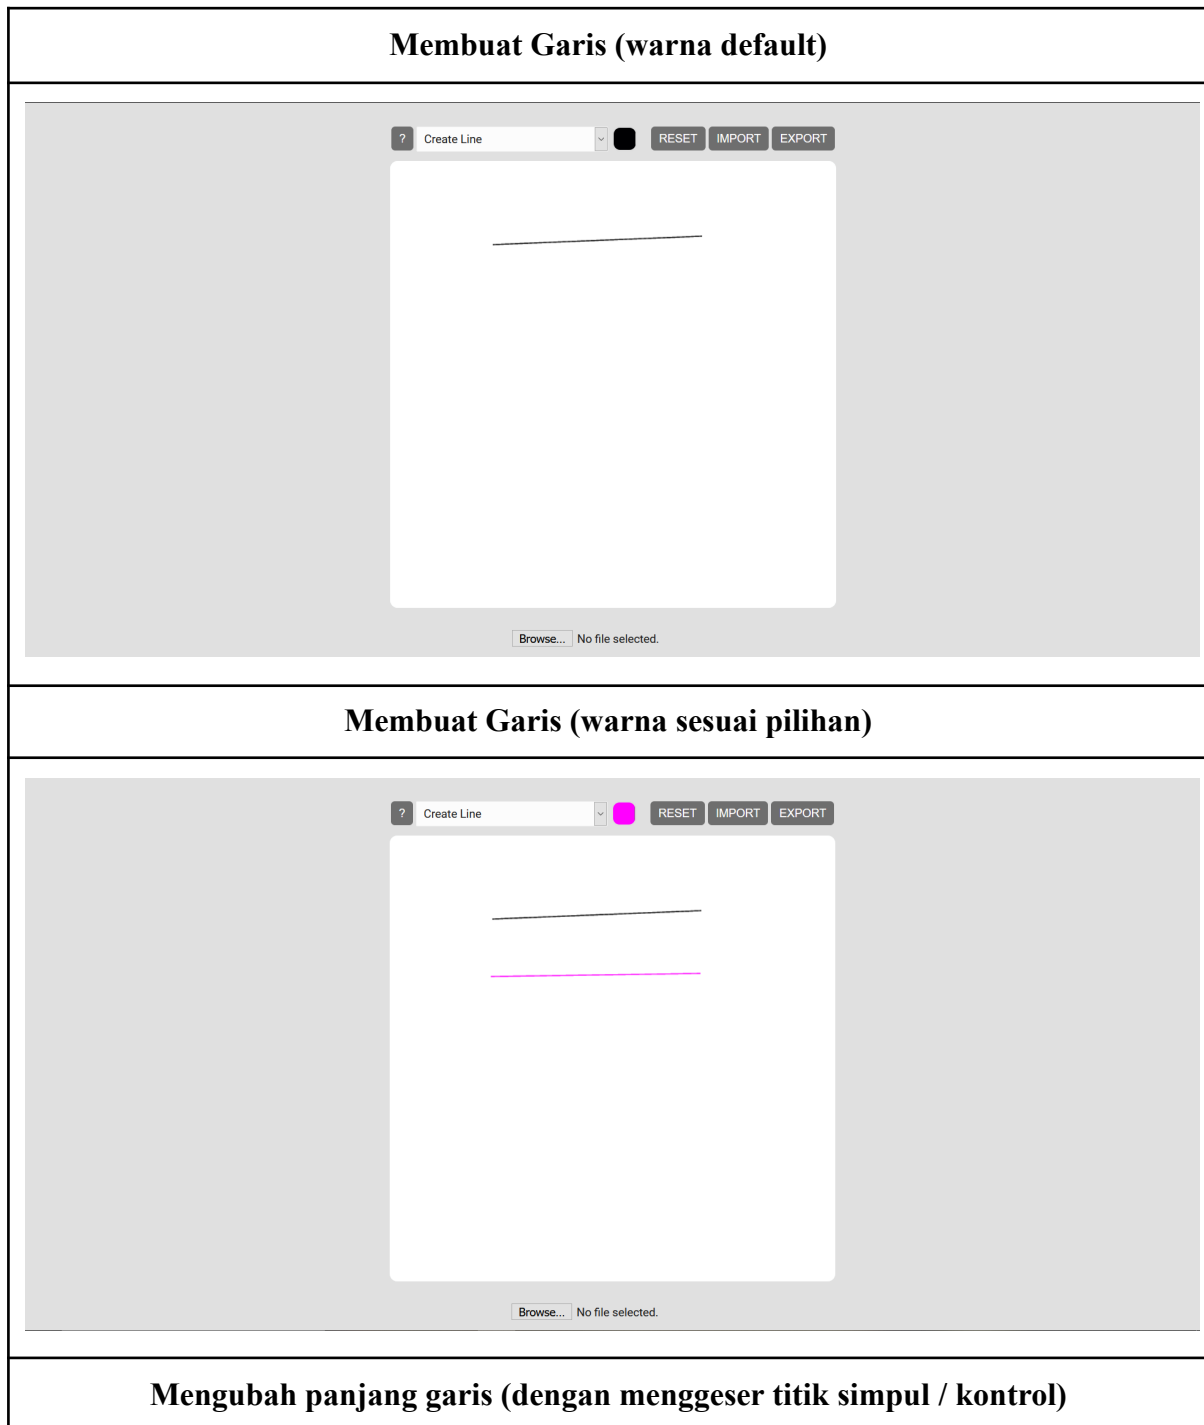 Membuat Garis (warna default)
? Create Line RESET IMPORT EXPORT
Browse... No file selected.
Membuat Garis (warna sesuai pilihan)
? Create Line RESET IMPORT EXPORT
Browse... No file selected.
Mengubah panjang garis (dengan menggeser titik simpul / kontrol)